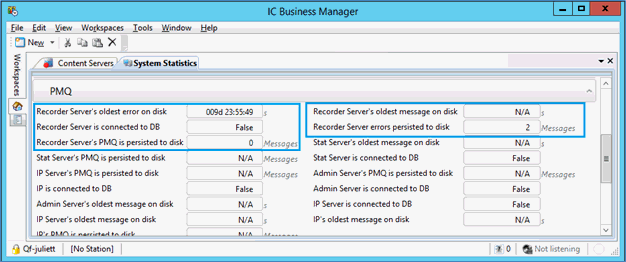 IC Business Manager
File Edit View Workspaces Tools Window Help
New
Workspaces
Content Servers System Statistics
PMQ
Recorder Server's oldest error on disk 009d 23:55:49 s Recorder Server's oldest message on disk N/A s
Recorder Server is connected to DB False Recorder Server errors persisted to disk 2 Messages
Recorder Server's PMQ is persisted to disk 0 Messages Stat Server's oldest message on disk N/A s
Stat Server's PMQ is persisted to disk N/A Messages Stat Server is connected to DB False
IP Server's PMQ is persisted to disk N/A Messages Admin Server's PMQ is persisted to disk N/A Messages
IP is connected to DB False Admin Server is connected to DB False
Admin Server's oldest message on disk N/A s IP Server is connected to DB False
IP Server's oldest message on disk N/A s IP's oldest message on disk N/A s
IP's PMQ is persisted to disk N/A Messages
Qf-juliett [No Station] 0 Not listening